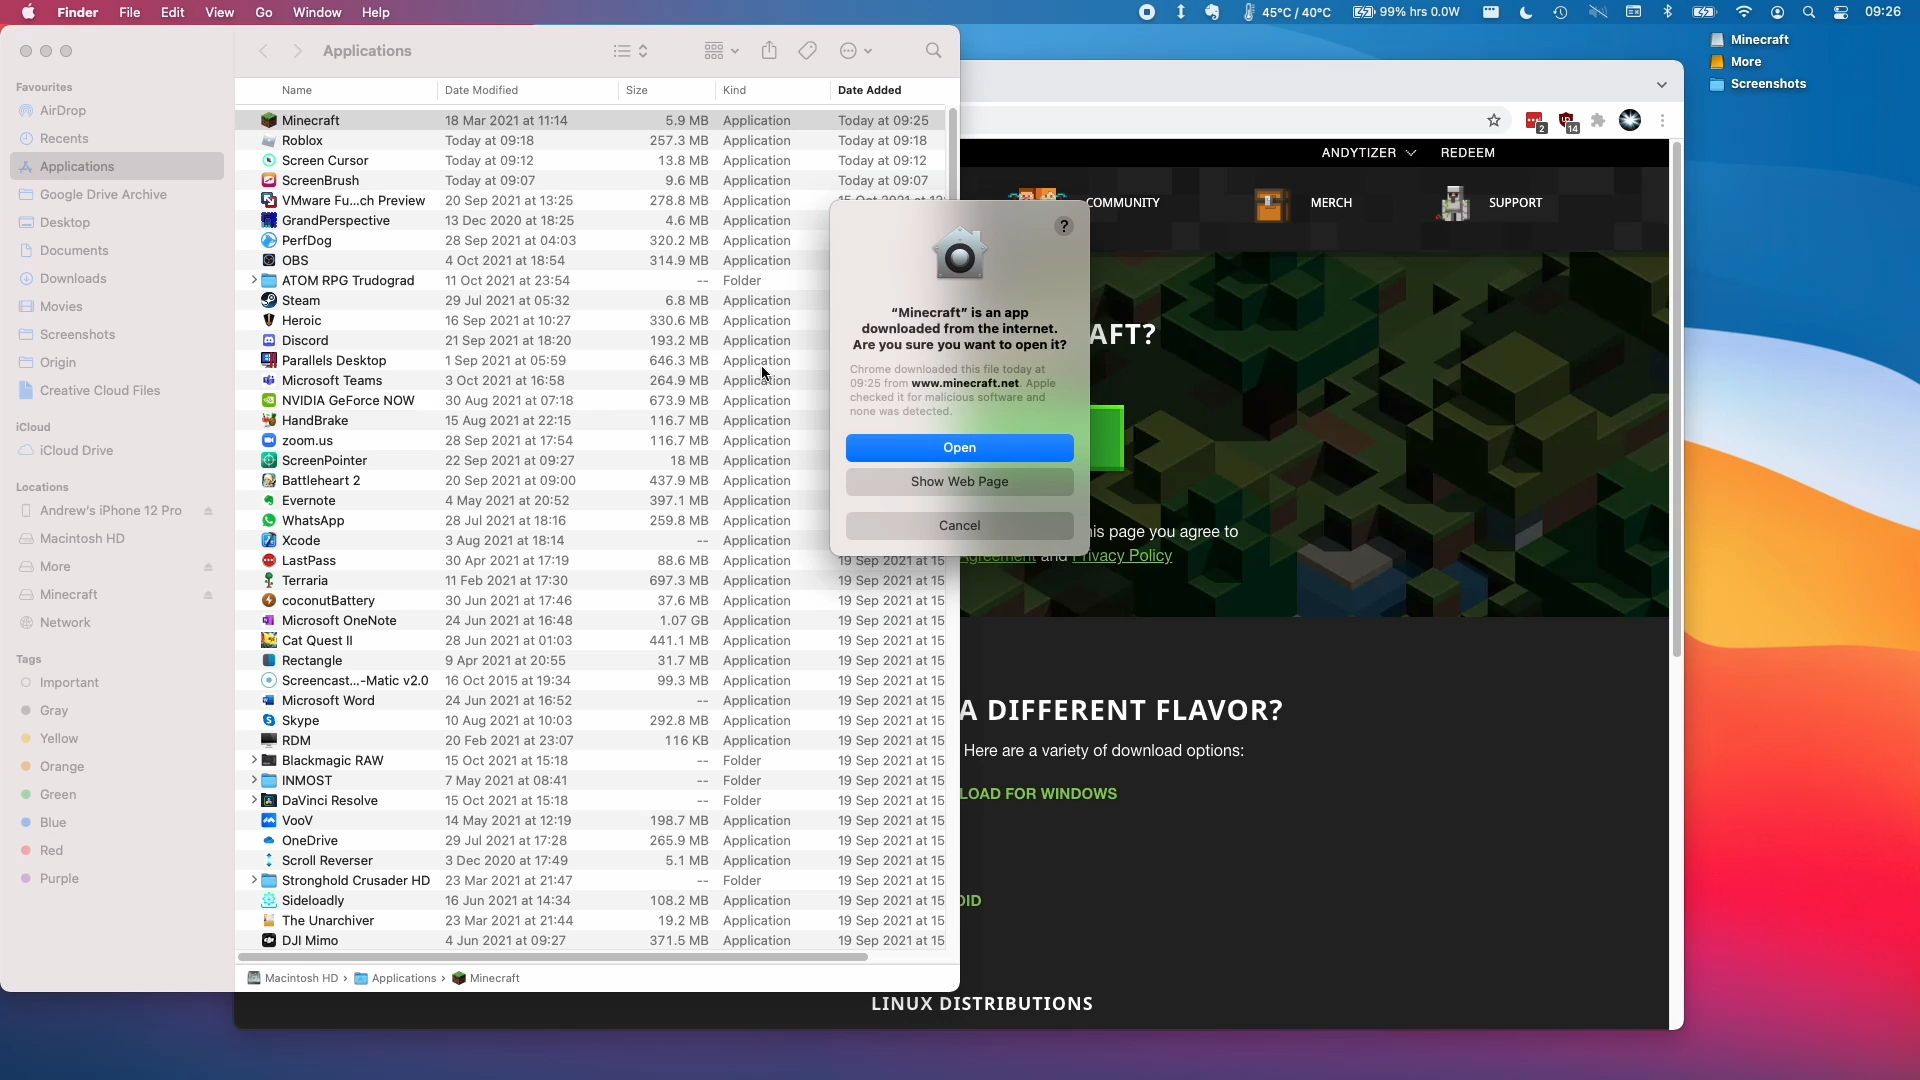 Finder File Edit View Go Window Help
45°C / 40°C 99% hrs 0.0W 09:26
Minecraft
More
Screenshots
Applications
Favourites
AirDrop
Recents
Applications
Google Drive Archive
Desktop
Documents
Downloads
Movies
Screenshots
Origin
Creative Cloud Files
iCloud
iCloud Drive
Locations
Andrew's iPhone 12 Pro
Macintosh HD
More
Minecraft
Network
Tags
Important
Gray
Yellow
Orange
Green
Blue
Red
Purple
Name Date Modified Size Kind Date Added
Minecraft 18 Mar 2021 at 11:14 5.9 MB Application Today at 09:25
Roblox Today at 09:18 257.3 MB Application Today at 09:18
Screen Cursor Today at 09:12 13.8 MB Application Today at 09:12
ScreenBrush Today at 09:07 9.6 MB Application Today at 09:07
VMware Fu...ch Preview 20 Sep 2021 at 13:25 278.8 MB Application 15 Oct 2021 at 12:
GrandPerspective 13 Dec 2020 at 18:25 4.6 MB Application
PerfDog 28 Sep 2021 at 04:03 320.2 MB Application
OBS 4 Oct 2021 at 18:54 314.9 MB Application
ATOM RPG Trudograd 11 Oct 2021 at 23:54 -- Folder
Steam 29 Jul 2021 at 05:32 6.8 MB Application
Heroic 16 Sep 2021 at 10:27 330.6 MB Application
Discord 21 Sep 2021 at 18:20 193.2 MB Application
Parallels Desktop 1 Sep 2021 at 05:59 646.3 MB Application
Microsoft Teams 3 Oct 2021 at 16:58 264.9 MB Application
NVIDIA GeForce NOW 30 Aug 2021 at 07:18 673.9 MB Application
HandBrake 15 Aug 2021 at 22:15 116.7 MB Application
zoom.us 28 Sep 2021 at 17:54 116.7 MB Application
ScreenPointer 22 Sep 2021 at 09:27 18 MB Application
Battleheart 2 20 Sep 2021 at 09:00 437.9 MB Application
Evernote 4 May 2021 at 20:52 397.1 MB Application
WhatsApp 28 Jul 2021 at 18:16 259.8 MB Application
Xcode 3 Aug 2021 at 18:14 -- Application
LastPass 30 Apr 2021 at 17:19 88.6 MB Application 19 Sep 2021 at 15
Terraria 11 Feb 2021 at 17:30 697.3 MB Application 19 Sep 2021 at 15
coconutBattery 30 Jun 2021 at 17:46 37.6 MB Application 19 Sep 2021 at 15
Microsoft OneNote 24 Jun 2021 at 16:48 1.07 GB Application 19 Sep 2021 at 15
Cat Quest II 28 Jun 2021 at 01:03 441.1 MB Application 19 Sep 2021 at 15
Rectangle 9 Apr 2021 at 20:55 31.7 MB Application 19 Sep 2021 at 15
Screencast...-Matic v2.0 16 Oct 2015 at 19:34 99.3 MB Application 19 Sep 2021 at 15
Microsoft Word 24 Jun 2021 at 16:52 -- Application 19 Sep 2021 at 15
Skype 10 Aug 2021 at 10:03 292.8 MB Application 19 Sep 2021 at 15
RDM 20 Feb 2021 at 23:07 116 KB Application 19 Sep 2021 at 15
Blackmagic RAW 15 Oct 2021 at 15:18 -- Folder 19 Sep 2021 at 15
INMOST 7 May 2021 at 08:41 -- Folder 19 Sep 2021 at 15
DaVinci Resolve 15 Oct 2021 at 15:18 -- Folder 19 Sep 2021 at 15
VooV 14 May 2021 at 12:19 198.7 MB Application 19 Sep 2021 at 15
OneDrive 29 Jul 2021 at 17:28 265.9 MB Application 19 Sep 2021 at 15
Scroll Reverser 3 Dec 2020 at 17:49 5.1 MB Application 19 Sep 2021 at 15
Stronghold Crusader HD 23 Mar 2021 at 21:47 -- Folder 19 Sep 2021 at 15
Sideloadly 16 Jun 2021 at 14:34 108.2 MB Application 19 Sep 2021 at 15
The Unarchiver 23 Mar 2021 at 21:44 19.2 MB Application 19 Sep 2021 at 15
DJI Mimo 4 Jun 2021 at 09:27 371.5 MB Application 19 Sep 2021 at 15
Macintosh HD › Applications › Minecraft
?
“Minecraft” is an app
downloaded from the internet.
Are you sure you want to open it?
Chrome downloaded this file today at
09:25 from www.minecraft.net. Apple
checked it for malicious software and
none was detected.
Open
Show Web Page
Cancel
2 14
ANDYTIZER REDEEM
COMMUNITY MERCH SUPPORT
AFT?
his page you agree to
Agreement and Privacy Policy
A DIFFERENT FLAVOR?
Here are a variety of download options:
LOAD FOR WINDOWS
OID
LINUX DISTRIBUTIONS